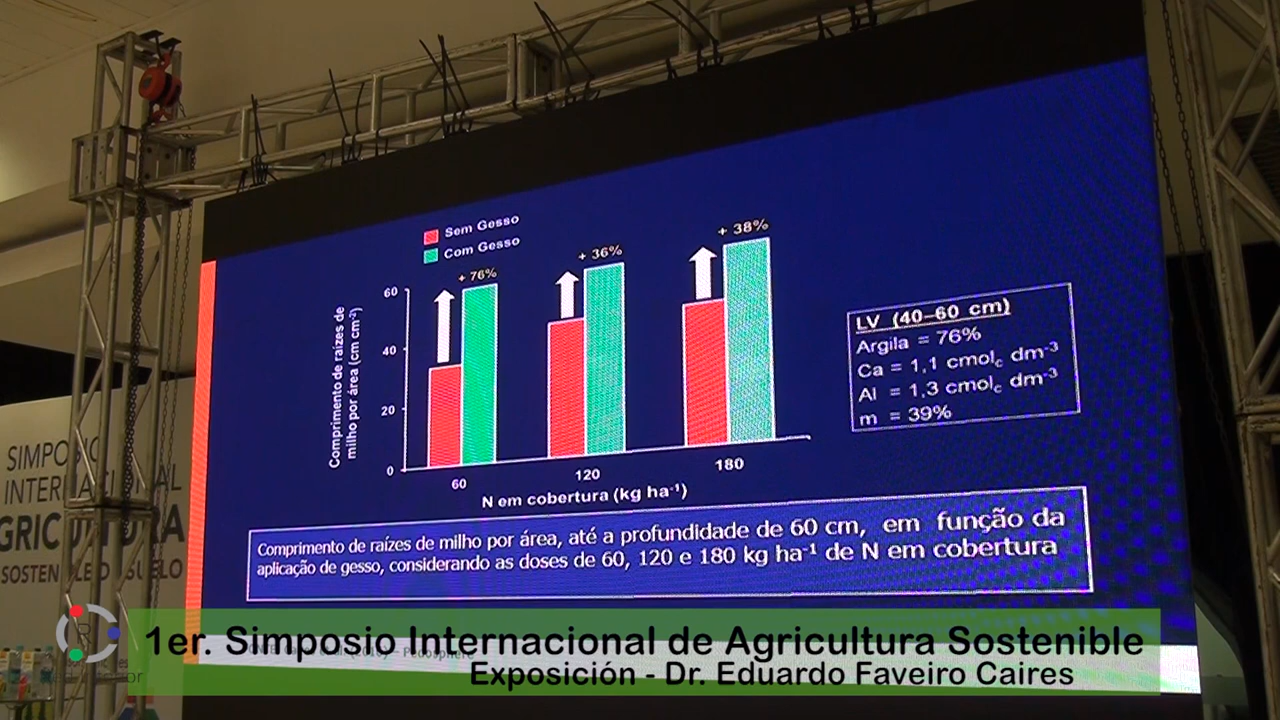 Sem Gesso
Com Gesso
+ 76%
+ 36%
+ 38%
60
40
20
0
Comprimento de raízes de
milho por área (cm cm-2)
60
120
180
N em cobertura (kg ha-1)
LV (40–60 cm)
Argila = 76%
Ca = 1,1 cmolc dm-3
Al = 1,3 cmolc dm-3
m = 39%
Comprimento de raízes de milho por área, até a profundidade de 60 cm, em função da
aplicação de gesso, considerando as doses de 60, 120 e 180 kg ha-1 de N em cobertura
SIMPOSIO
INTERNACIONAL
1er. Simposio Internacional de Agricultura Sostenible
Exposición - Dr. Eduardo Faveiro Caires